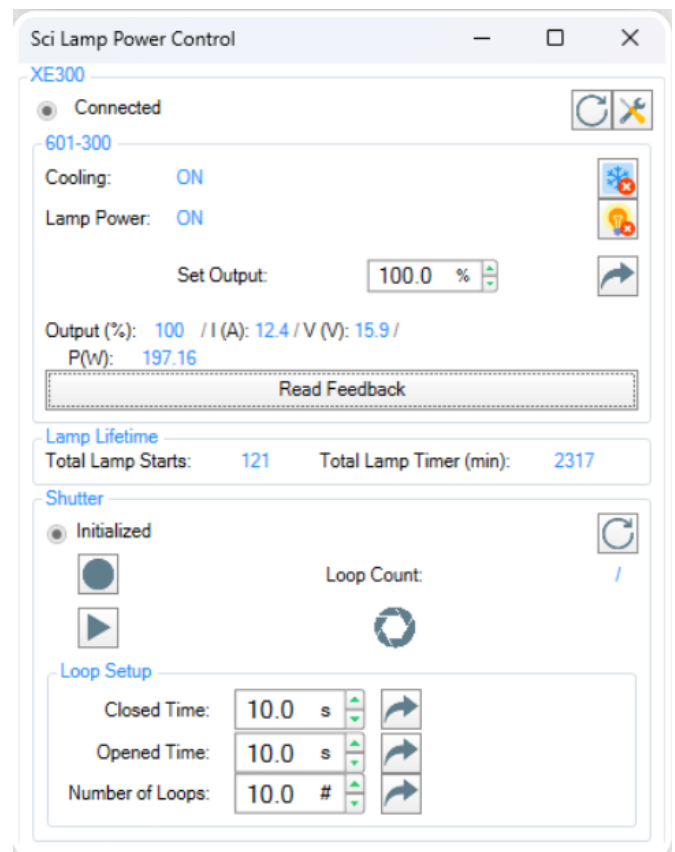 Sci Lamp Power Control
XE300
Connected
601-300
Cooling: ON
Lamp Power: ON
Set Output: 100.0 %
Output (%): 100 / I (A): 12.4 / V (V): 15.9 /
P(W): 197.16
Read Feedback
Lamp Lifetime
Total Lamp Starts: 121 Total Lamp Timer (min): 2317
Shutter
Initialized
Loop Count: /
Loop Setup
Closed Time: 10.0 s
Opened Time: 10.0 s
Number of Loops: 10.0 #